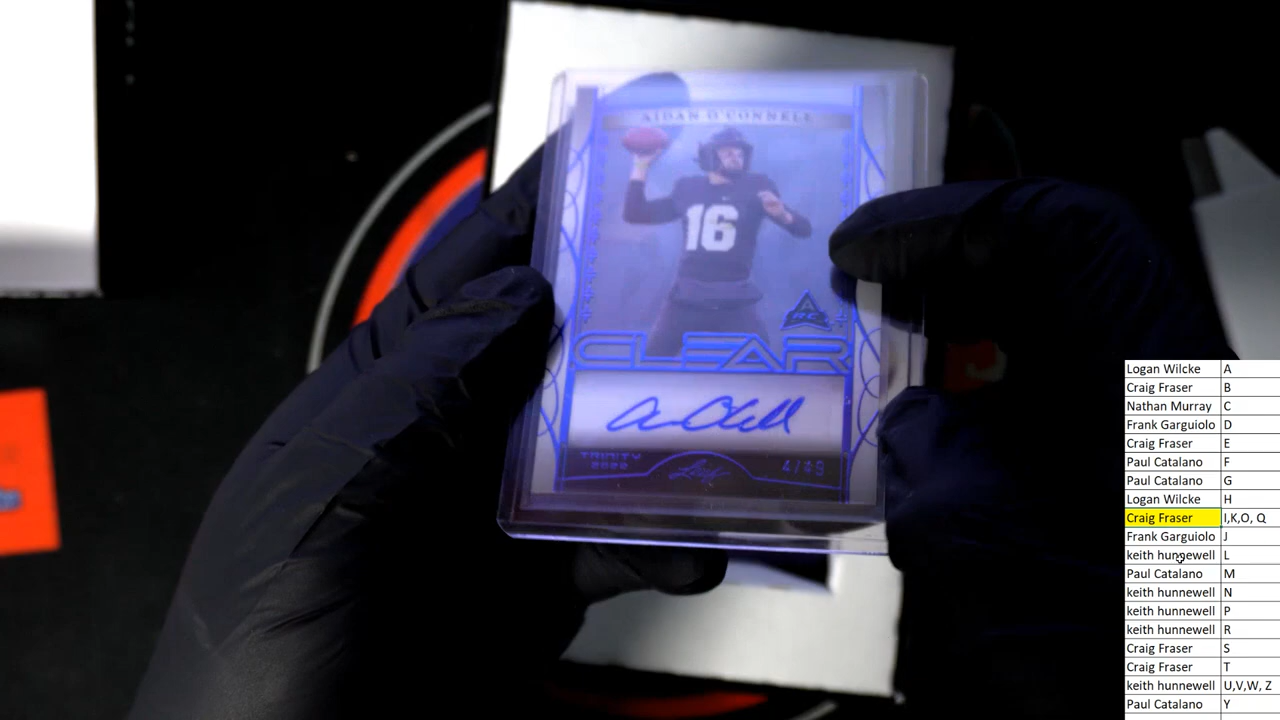 AIDAN O'CONNELL
16
RC
CLEAR
TRINITY
2022
Leaf
Logan Wilcke A
Craig Fraser B
Nathan Murray C
Frank Garguiolo D
Craig Fraser E
Paul Catalano F
Paul Catalano G
Logan Wilcke H
Craig Fraser I,K,O, Q
Frank Garguiolo J
keith hunnewell L
Paul Catalano M
keith hunnewell N
keith hunnewell P
keith hunnewell R
Craig Fraser S
Craig Fraser T
keith hunnewell U,V,W, Z
Paul Catalano Y